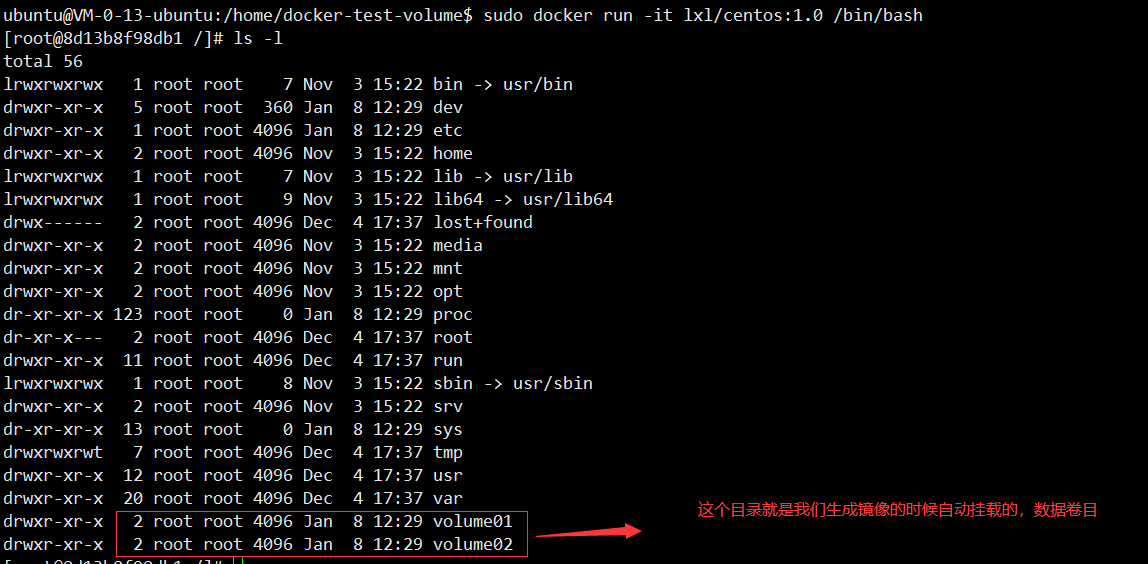 ubuntu@VM-0-13-ubuntu:/home/docker-test-volume$ sudo docker run -it lxl/centos:1.0 /bin/bash
[root@8d13b8f98db1 /]# ls -l
total 56
lrwxrwxrwx   1 root root    7 Nov  3 15:22 bin -> usr/bin
drwxr-xr-x   5 root root  360 Jan  8 12:29 dev
drwxr-xr-x   1 root root 4096 Jan  8 12:29 etc
drwxr-xr-x   2 root root 4096 Nov  3 15:22 home
lrwxrwxrwx   1 root root    7 Nov  3 15:22 lib -> usr/lib
lrwxrwxrwx   1 root root    9 Nov  3 15:22 lib64 -> usr/lib64
drwx------   2 root root 4096 Dec  4 17:37 lost+found
drwxr-xr-x   2 root root 4096 Nov  3 15:22 media
drwxr-xr-x   2 root root 4096 Nov  3 15:22 mnt
drwxr-xr-x   2 root root 4096 Nov  3 15:22 opt
dr-xr-xr-x 123 root root    0 Jan  8 12:29 proc
dr-xr-x---   2 root root 4096 Dec  4 17:37 root
drwxr-xr-x  11 root root 4096 Dec  4 17:37 run
lrwxrwxrwx   1 root root    8 Nov  3 15:22 sbin -> usr/sbin
drwxr-xr-x   2 root root 4096 Nov  3 15:22 srv
dr-xr-xr-x  13 root root    0 Jan  8 12:29 sys
drwxrwxrwt   7 root root 4096 Dec  4 17:37 tmp
drwxr-xr-x  12 root root 4096 Dec  4 17:37 usr
drwxr-xr-x  20 root root 4096 Dec  4 17:37 var
drwxr-xr-x   2 root root 4096 Jan  8 12:29 volume01
这个目录就是我们生成镜像的时候自动挂载的，数据卷目
drwxr-xr-x   2 root root 4096 Jan  8 12:29 volume02
[root@8d13b8f98db1 /]#